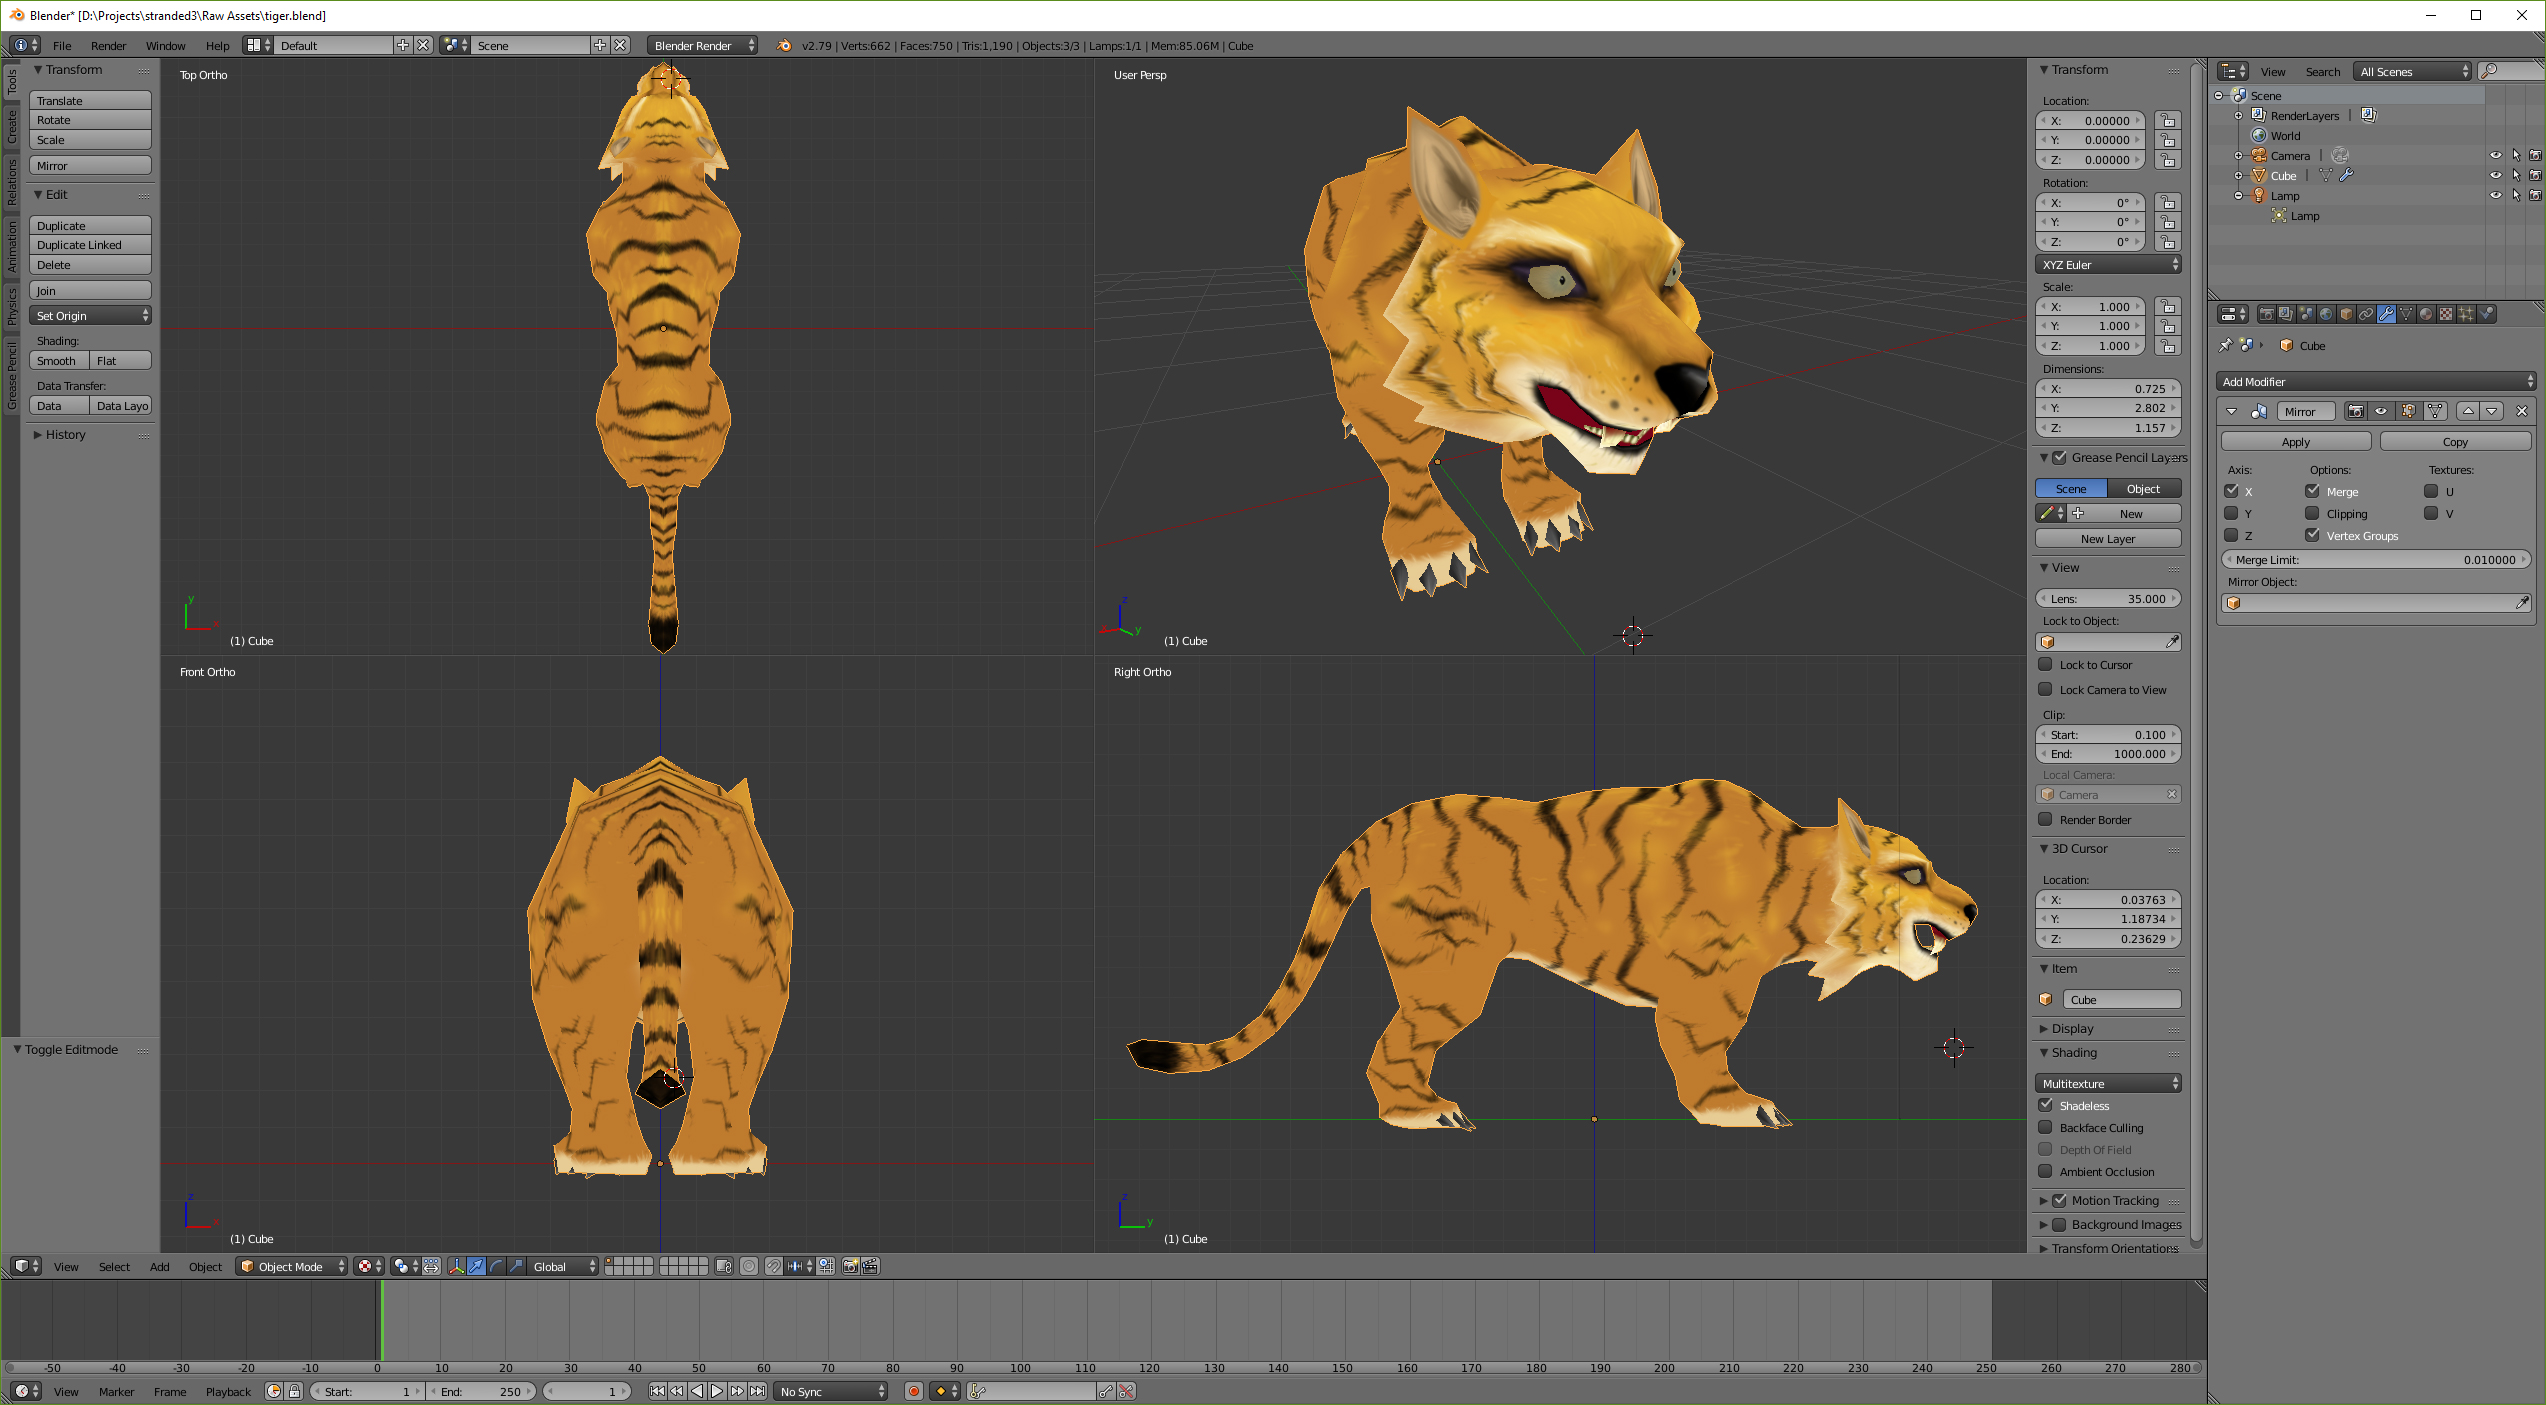 Blender* [D:\Projects\stranded3\Raw Assets\tiger.blend]
File Render Window Help Default Scene Blender Render v2.79 | Verts:662 | Faces:750 | Tris:1,190 | Objects:3/3 | Lamps:1/1 | Mem:85.06M | Cube
Tools
Create
Relations
Animation
Physics
Grease Pencil
Transform
Translate
Rotate
Scale
Mirror
Edit
Duplicate
Duplicate Linked
Delete
Join
Set Origin
Shading:
Smooth Flat
Data Transfer:
Data Data Layo
History
Toggle Editmode
Top Ortho
y
x
(1) Cube
User Persp
z
x
y
(1) Cube
Front Ortho
z
x
(1) Cube
Right Ortho
z
y
(1) Cube
Transform
Location:
X: 0.00000
Y: 0.00000
Z: 0.00000
Rotation:
X: 0°
Y: 0°
Z: 0°
XYZ Euler
Scale:
X: 1.000
Y: 1.000
Z: 1.000
Dimensions:
X: 0.725
Y: 2.802
Z: 1.157
Grease Pencil Layers
Scene Object
New
New Layer
View
Lens: 35.000
Lock to Object:
Lock to Cursor
Lock Camera to View
Clip:
Start: 0.100
End: 1000.000
Local Camera:
Camera
Render Border
3D Cursor
Location:
X: 0.03763
Y: 1.18734
Z: 0.23629
Item
Cube
Display
Shading
Multitexture
Shadeless
Backface Culling
Depth Of Field
Ambient Occlusion
Motion Tracking
Background Images
Transform Orientations
View Search All Scenes
Scene
RenderLayers
World
Camera
Cube
Lamp
Lamp
Cube
Add Modifier
Mirror
Apply Copy
Axis: Options: Textures:
X Merge U
Y Clipping V
Z Vertex Groups
Merge Limit: 0.010000
Mirror Object:
View Select Add Object Object Mode Global
-50 -40 -30 -20 -10 0 10 20 30 40 50 60 70 80 90 100 110 120 130 140 150 160 170 180 190 200 210 220 230 240 250 260 270 280
View Marker Frame Playback Start: 1 End: 250 1 No Sync